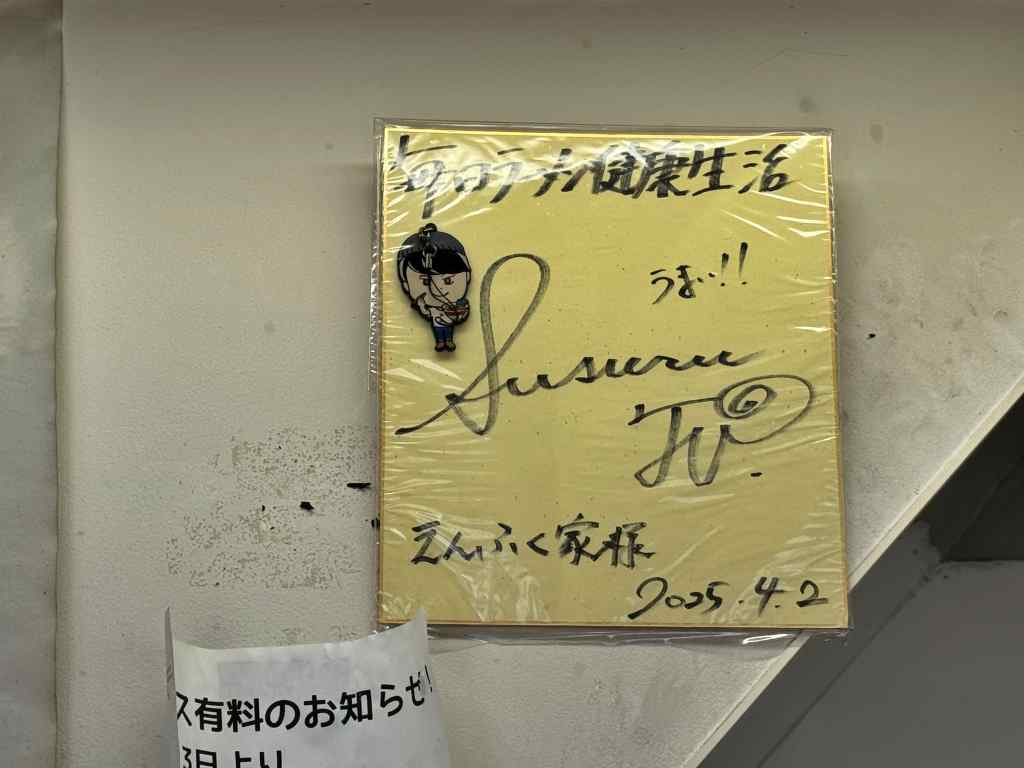 毎日ラーメン健康生活
うまい!!
Susuru
TV.
えんふく家様
2025.4.2
ス有料のお知らせ!
3日より